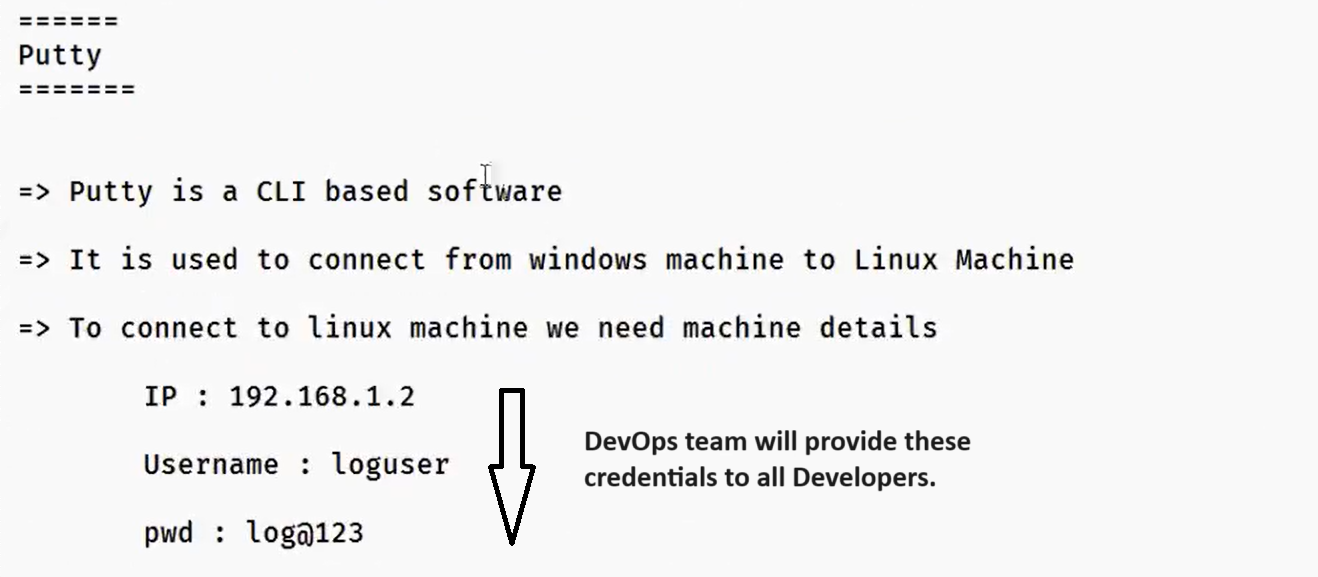 ======
Putty
=======
=> Putty is a CLI based software
=> It is used to connect from windows machine to Linux Machine
=> To connect to linux machine we need machine details
IP : 192.168.1.2
Username : loguser
pwd : log@123
DevOps team will provide these
credentials to all Developers.